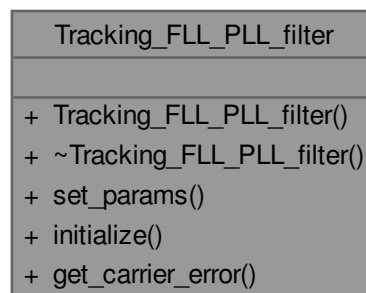 Tracking_FLL_PLL_filter
+ Tracking_FLL_PLL_filter()
+ ~Tracking_FLL_PLL_filter()
+ set_params()
+ initialize()
+ get_carrier_error()